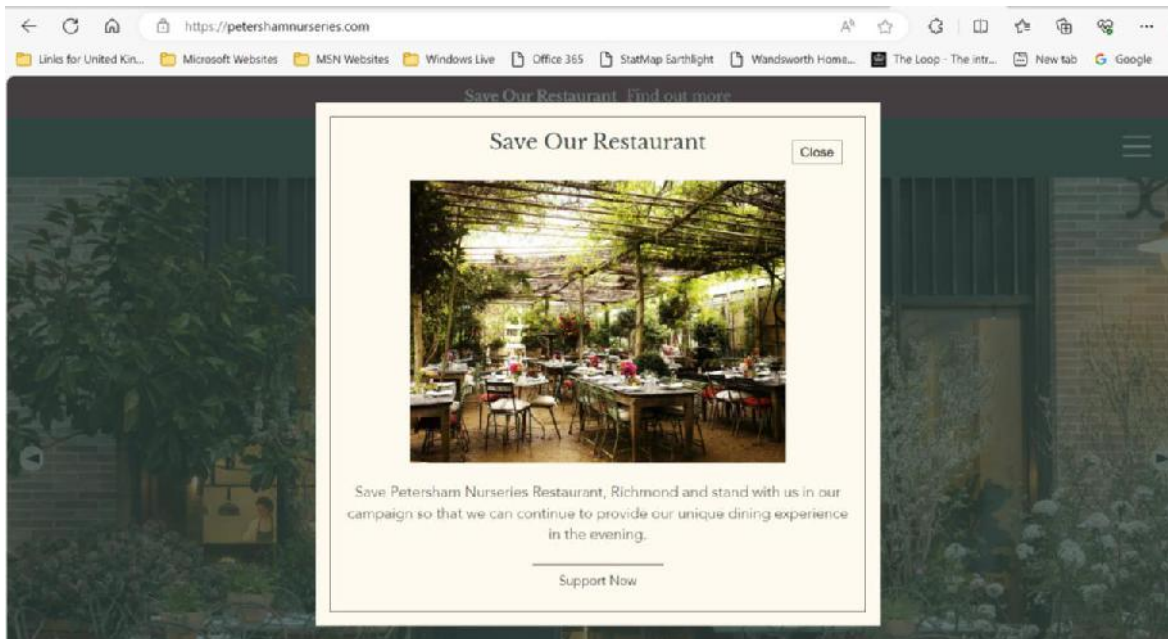 https://petershamnurseries.com
Links for United Kin... Microsoft Websites MSN Websites Windows Live Office 365 StatMap Earthlight Wandsworth Home... The Loop - The intr... New tab Google
Save Our Restaurant Find out more
Save Our Restaurant
Close
Save Petersham Nurseries Restaurant, Richmond and stand with us in our
campaign so that we can continue to provide our unique dining experience
in the evening.
Support Now